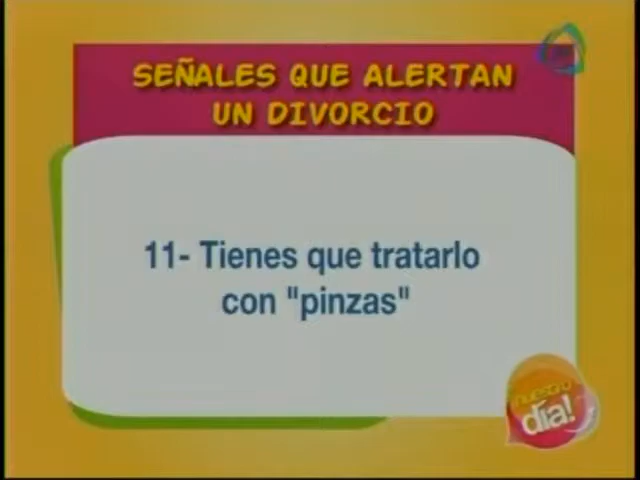 SEÑALES QUE ALERTAN
UN DIVORCIO
11- Tienes que tratarlo
con "pinzas"
nuestro
día!